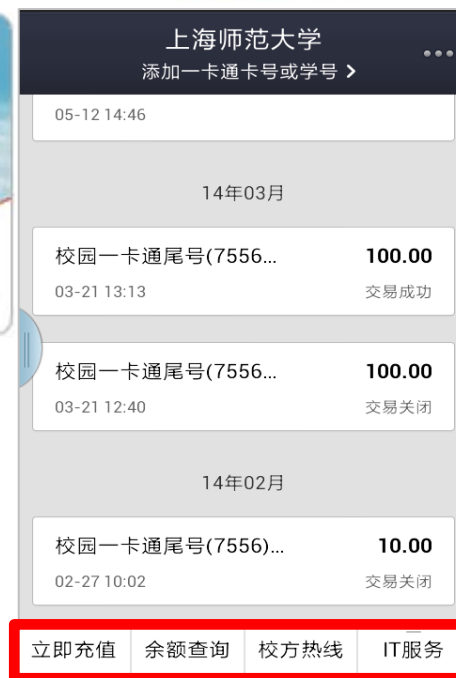 上海师范大学
添加一卡通卡号或学号 >
05-12 14:46
14年03月
校园一卡通尾号(7556... 100.00
03-21 13:13 交易成功
校园一卡通尾号(7556... 100.00
03-21 12:40 交易关闭
14年02月
校园一卡通尾号(7556)... 10.00
02-27 10:02 交易关闭
立即充值 余额查询 校方热线 IT服务